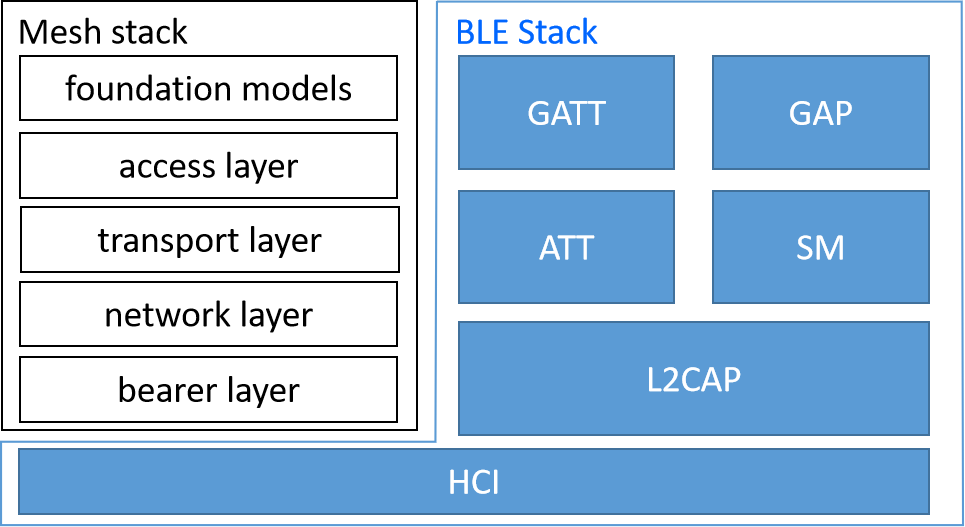 Mesh stack
foundation models
access layer
transport layer
network layer
bearer layer
BLE Stack
GATT
GAP
ATT
SM
L2CAP
HCI